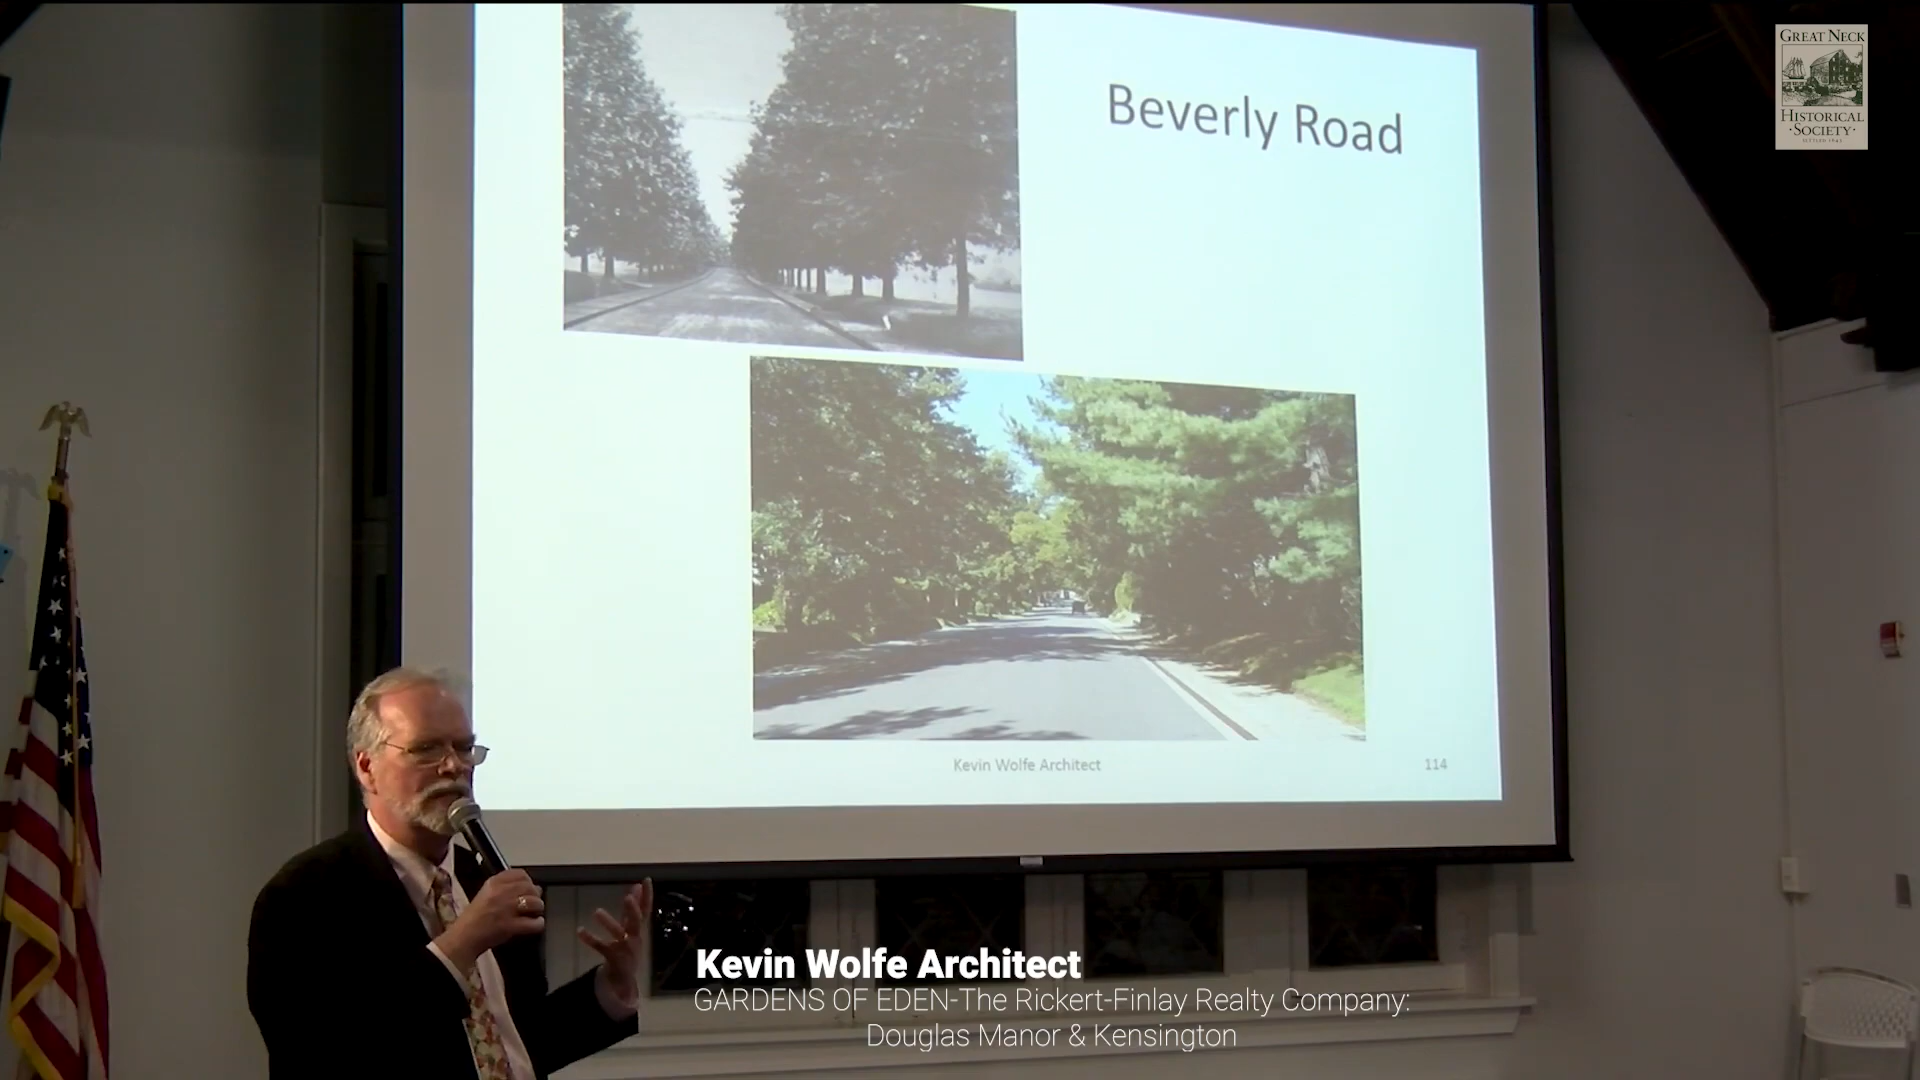 Beverly Road
GREAT NECK
HISTORICAL
·SOCIETY·
Kevin Wolfe Architect
114
Kevin Wolfe Architect
GARDENS OF EDEN-The Rickert-Finlay Realty Company:
Douglas Manor & Kensington